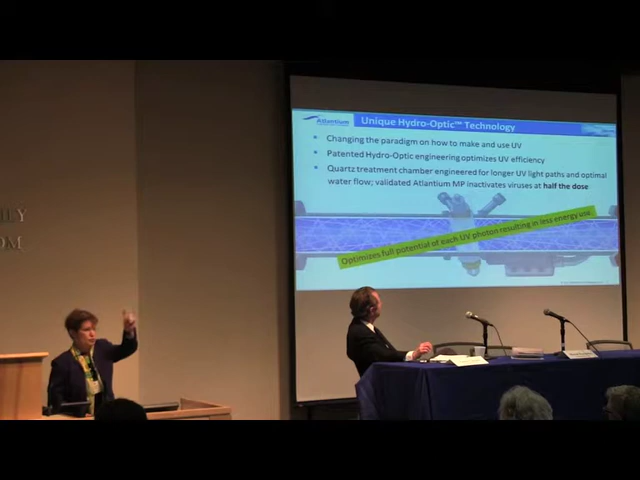 Atlantium
Unique Hydro-Optic™ Technology
• Changing the paradigm on how to make and use UV
• Patented Hydro-Optic engineering optimizes UV efficiency
• Quartz treatment chamber engineered for longer UV light paths and optimal
water flow; validated Atlantium MP inactivates viruses at half the dose
Optimizes full potential of each UV photon resulting in less energy use
ILY
OM